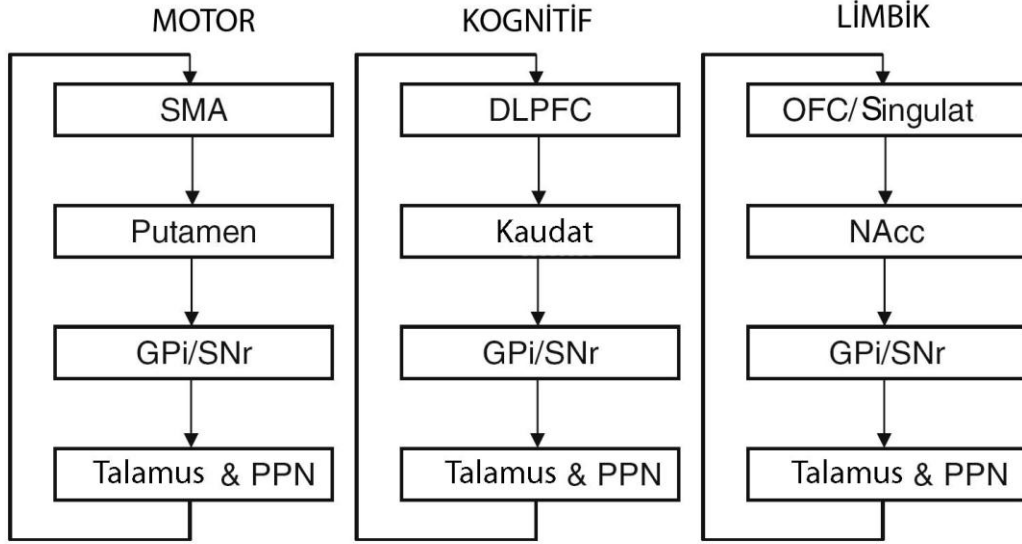 MOTOR
SMA
Putamen
GPi/SNr
Talamus & PPN
KOGNİTİF
DLPFC
Kaudat
GPi/SNr
Talamus & PPN
LİMBİK
OFC/Singulat
NAcc
GPi/SNr
Talamus & PPN